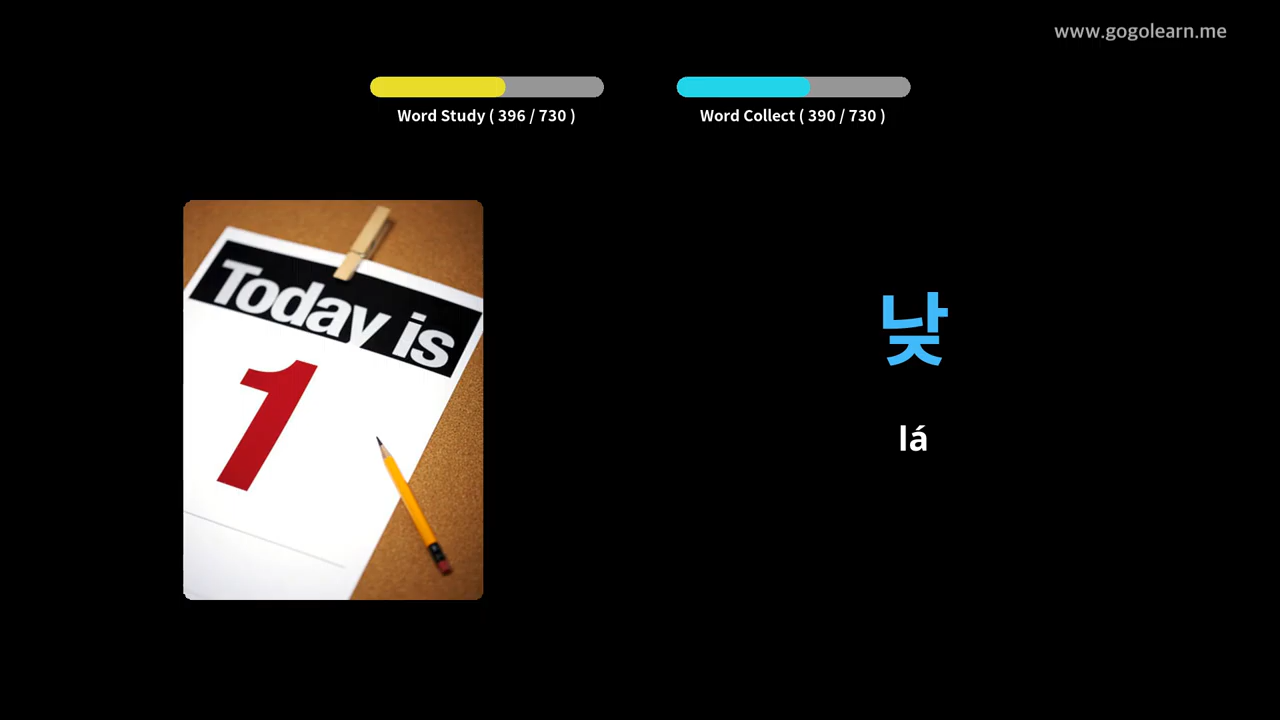 www.gogolearn.me
Word Study ( 396 / 730 )
Word Collect ( 390 / 730 )
Today is
1
낮
lá